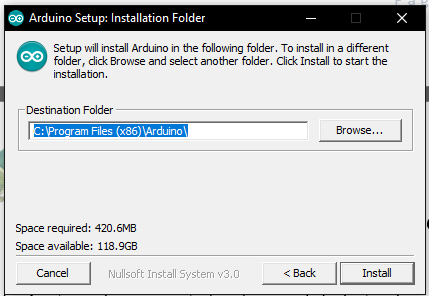 Arduino Setup: Installation Folder
Setup will install Arduino in the following folder. To install in a different
folder, click Browse and select another folder. Click Install to start the
installation.
Destination Folder
C:\Program Files (x86)\Arduino\
Browse...
Space required: 420.6MB
Space available: 118.9GB
Cancel
Nullsoft Install System v3.0
< Back
Install